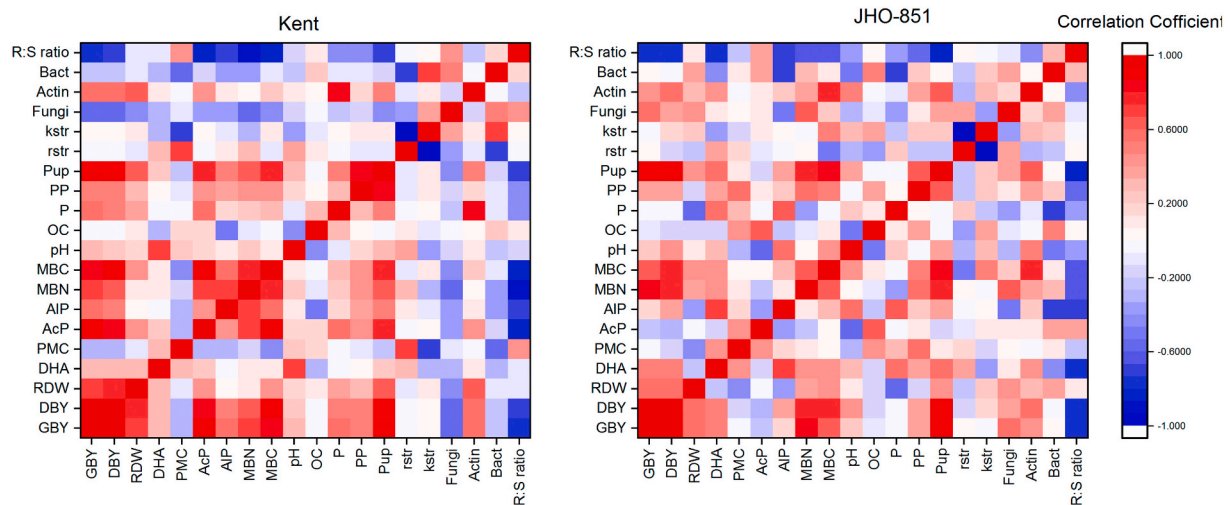 Kent
JHO-851
Correlation Cofficient
R:S ratio
Bact
Actin
Fungi
kstr
rstr
Pup
PP
P
OC
pH
MBC
MBN
AlP
AcP
PMC
DHA
RDW
DBY
GBY
GBY DBY RDW DHA PMC AcP AlP MBN MBC pH OC P PP Pup rstr kstr Fungi Actin Bact R:S ratio
R:S ratio
Bact
Actin
Fungi
kstr
rstr
Pup
PP
P
OC
pH
MBC
MBN
AlP
AcP
PMC
DHA
RDW
DBY
GBY
GBY DBY RDW DHA PMC AcP AlP MBN MBC pH OC P PP Pup rstr kstr Fungi Actin Bact R:S ratio
1.000
0.6000
0.2000
-0.2000
-0.6000
-1.000